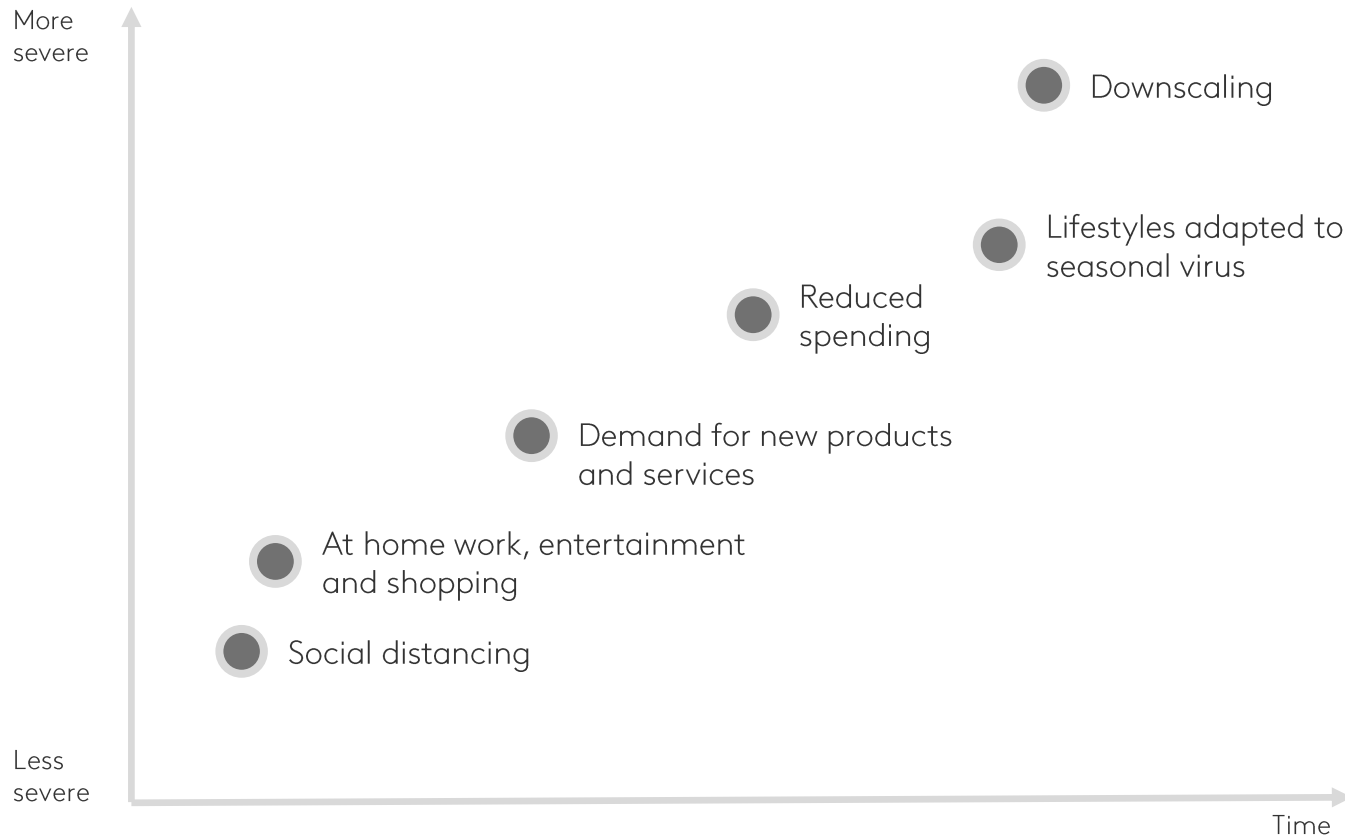 More
severe
Downscaling
Lifestyles adapted to
seasonal virus
Reduced
spending
Demand for new products
and services
At home work, entertainment
and shopping
Social distancing
Less
severe
Time